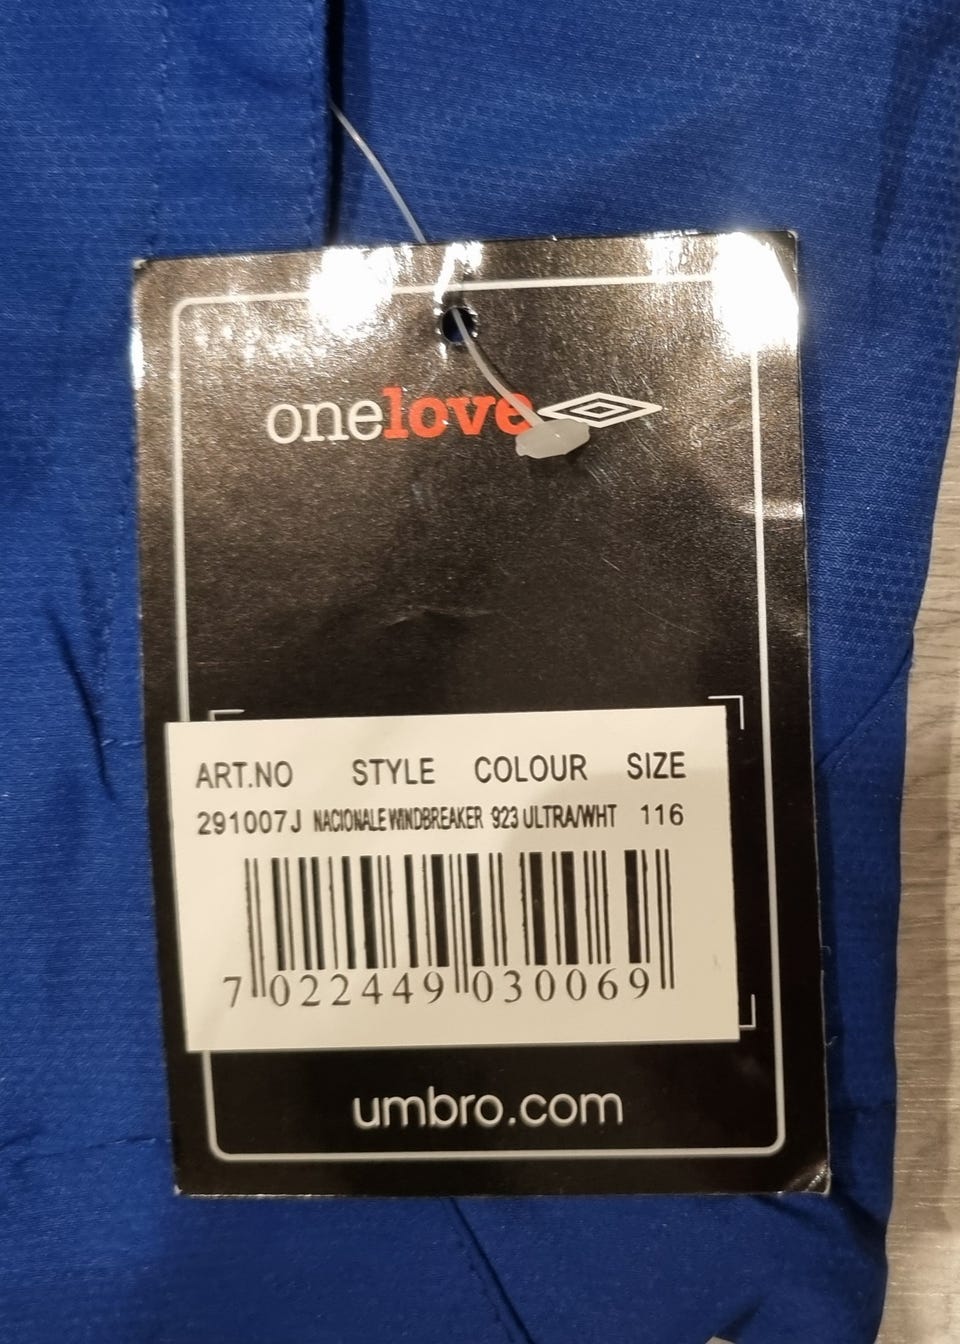 onelove
ART.NO STYLE COLOUR SIZE
291007J NACIONALE WINDBREAKER 923 ULTRA/WHT 116
7 022449 030069
umbro.com